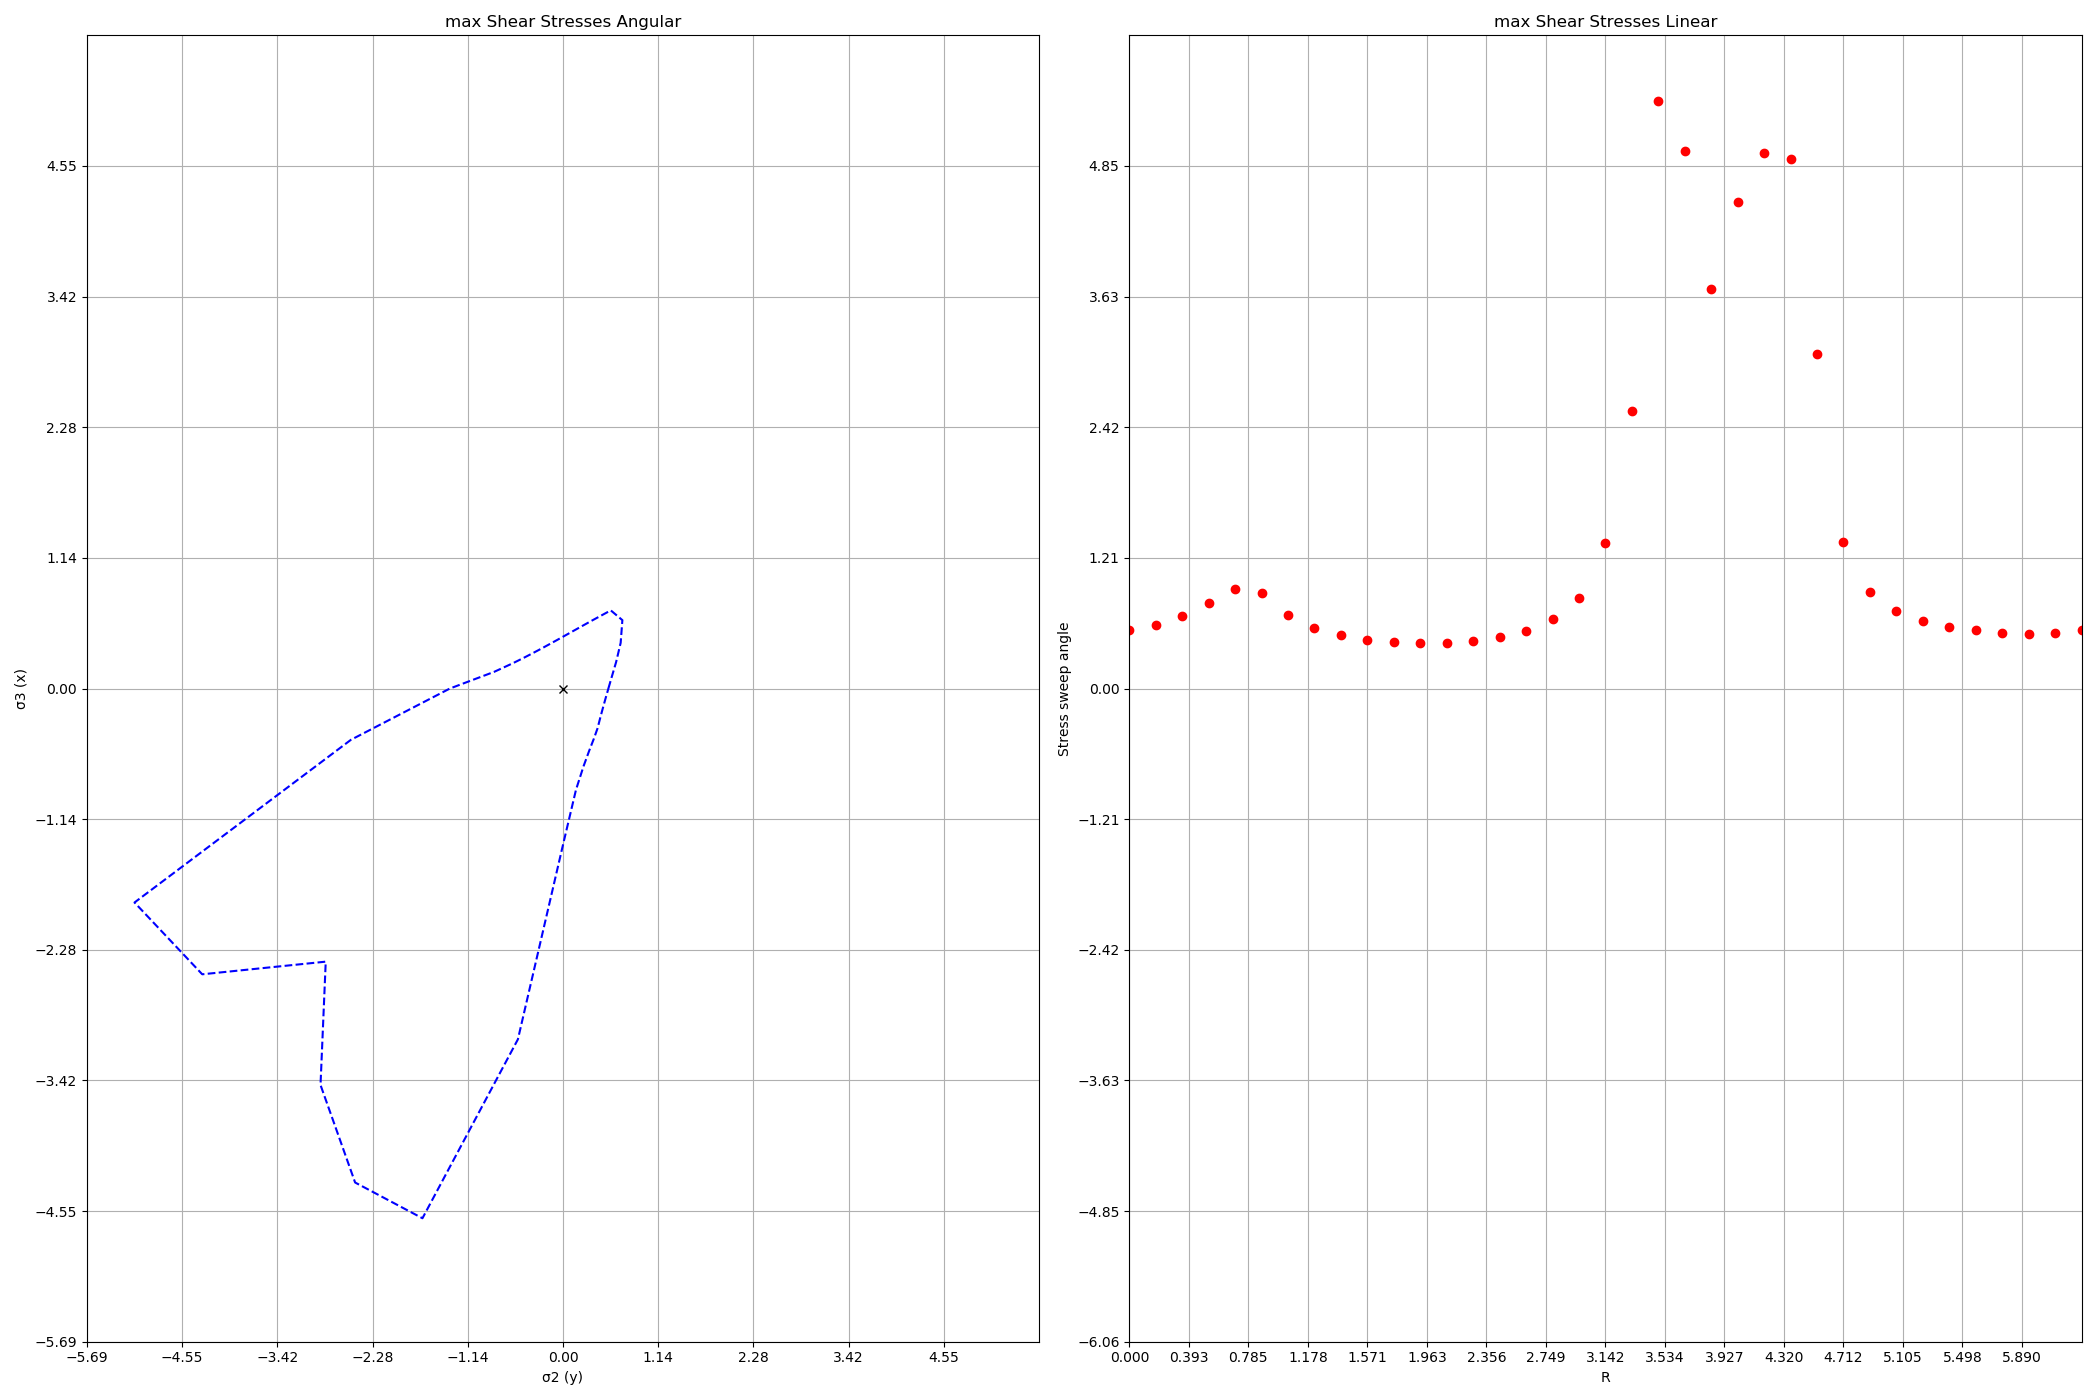 max Shear Stresses Angular
4.55
3.42
2.28
1.14
0.00
−1.14
−2.28
−3.42
−4.55
−5.69
σ3 (x)
−5.69 −4.55 −3.42 −2.28 −1.14 0.00 1.14 2.28 3.42 4.55
σ2 (y)
max Shear Stresses Linear
4.85
3.63
2.42
1.21
0.00
−1.21
−2.42
−3.63
−4.85
−6.06
Stress sweep angle
0.000 0.393 0.785 1.178 1.571 1.963 2.356 2.749 3.142 3.534 3.927 4.320 4.712 5.105 5.498 5.890
R